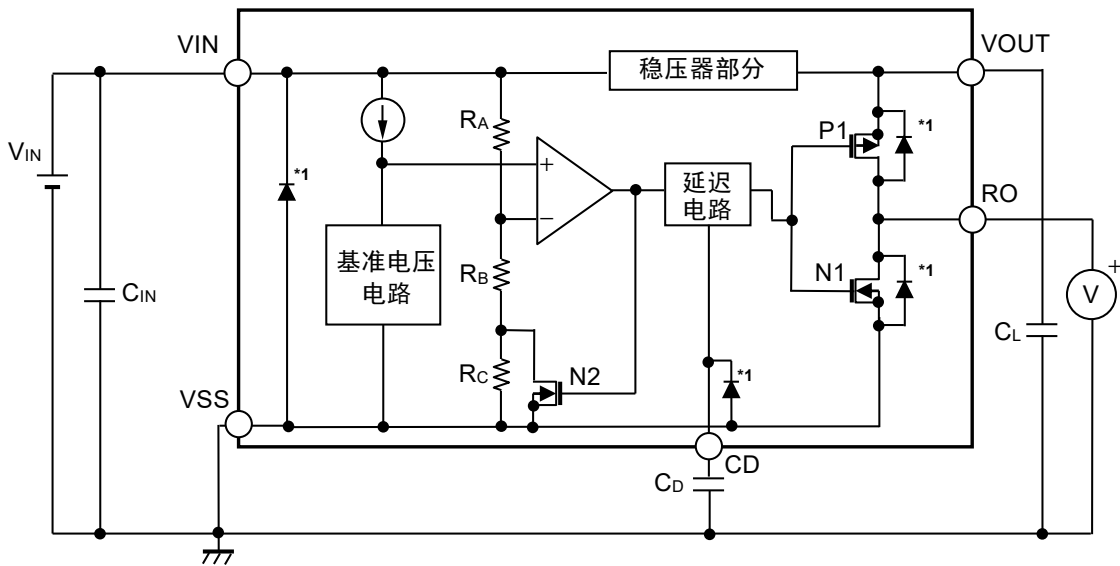 VIN
VOUT
稳压器部分
RA
P1
*1
VIN
*1
+
−
延迟
电路
RO
基准电压
电路
RB
N1
*1
+
V
CIN
CL
RC
N2
*1
VSS
CD
CD